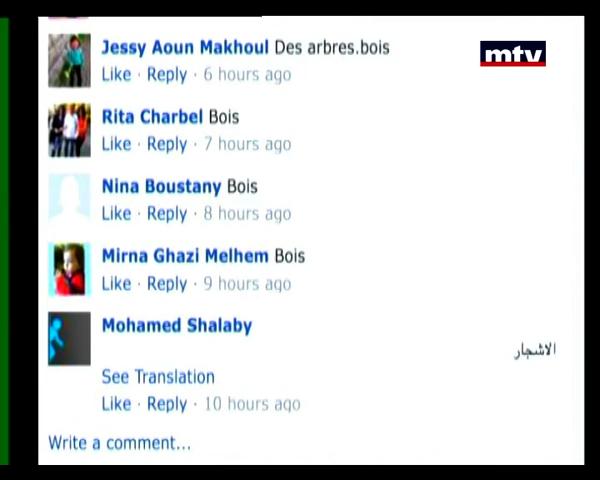 mtv
Jessy Aoun Makhoul Des arbres.bois
Like · Reply · 6 hours ago
Rita Charbel Bois
Like · Reply · 7 hours ago
Nina Boustany Bois
Like · Reply · 8 hours ago
Mirna Ghazi Melhem Bois
Like · Reply · 9 hours ago
Mohamed Shalaby
الاشجار
See Translation
Like · Reply · 10 hours ago
Write a comment...